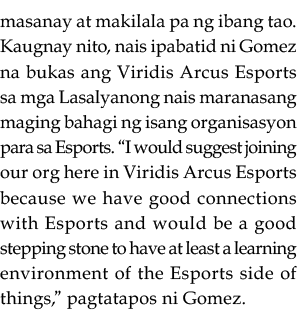 masanay at makilala pa ng ibang tao.
Kaugnay nito, nais ipabatid ni Gomez
na bukas ang Viridis Arcus Esports
sa mga Lasalyanong nais maranasang
maging bahagi ng isang organisasyon
para sa Esports. “I would suggest joining
our org here in Viridis Arcus Esports
because we have good connections
with Esports and would be a good
stepping stone to have at least a learning
environment of the Esports side of
things,” pagtatapos ni Gomez.